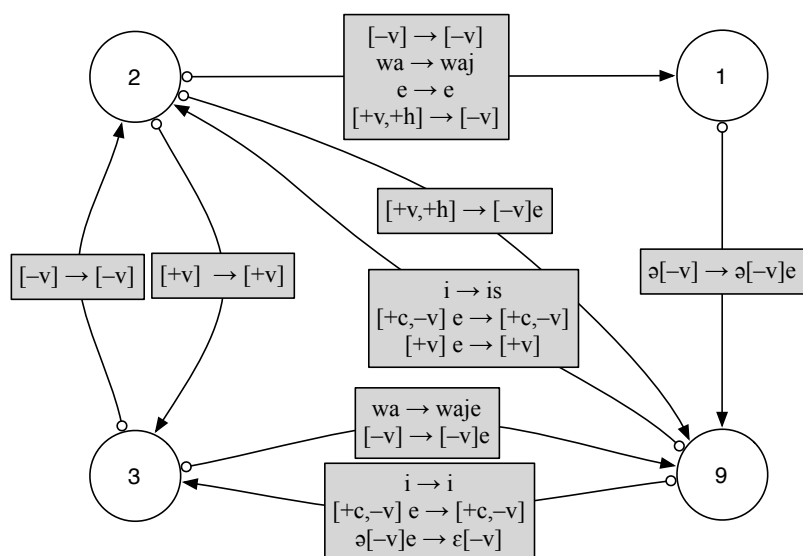 2
[–v] → [–v]
wa → waj
e → e
[+v,+h] → [–v]
1
[+v,+h] → [–v]e
[–v] → [–v]
[+v] → [+v]
i → is
[+c,–v] e → [+c,–v]
[+v] e → [+v]
ə[–v] → ə[–v]e
3
wa → waje
[–v] → [–v]e
i → i
[+c,–v] e → [+c,–v]
ə[–v]e → ɛ[–v]
9